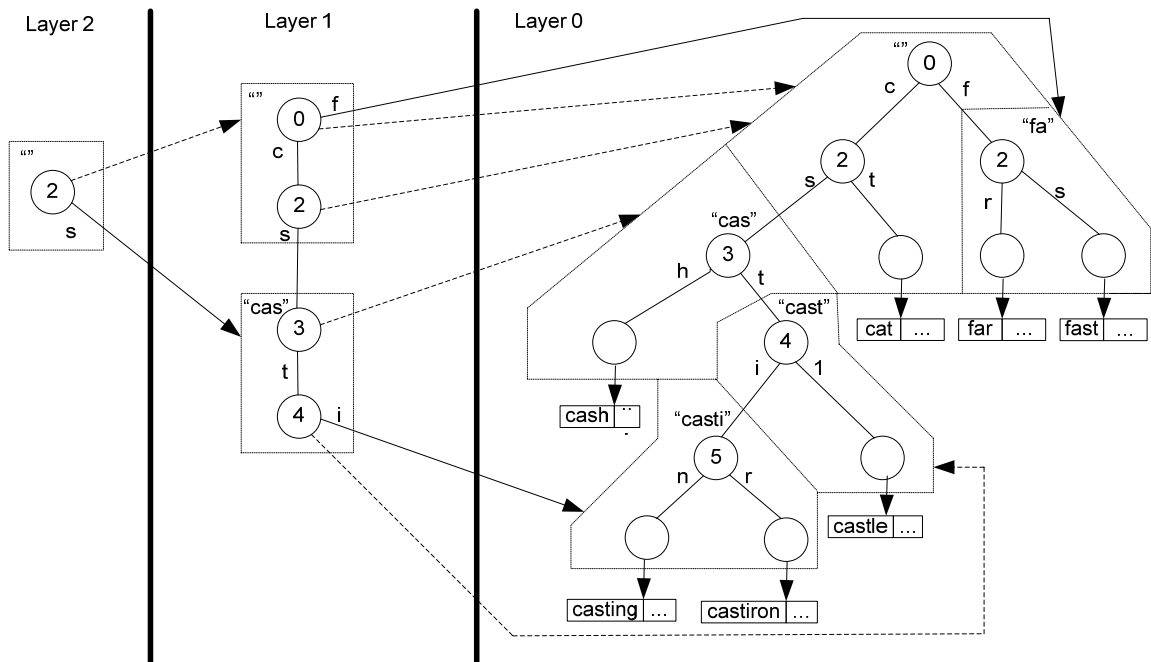 Layer 2
Layer 1
Layer 0
“”
2
s
“”
0
f
c
2
s
“cas”
3
t
4
i
“”
0
c
f
2
s
t
“fa”
2
r
s
“cas”
3
h
t
“cast”
4
i
1
“casti”
5
n
r
cat ...
far ...
fast ...
cash
castle ...
casting ...
castiron ...